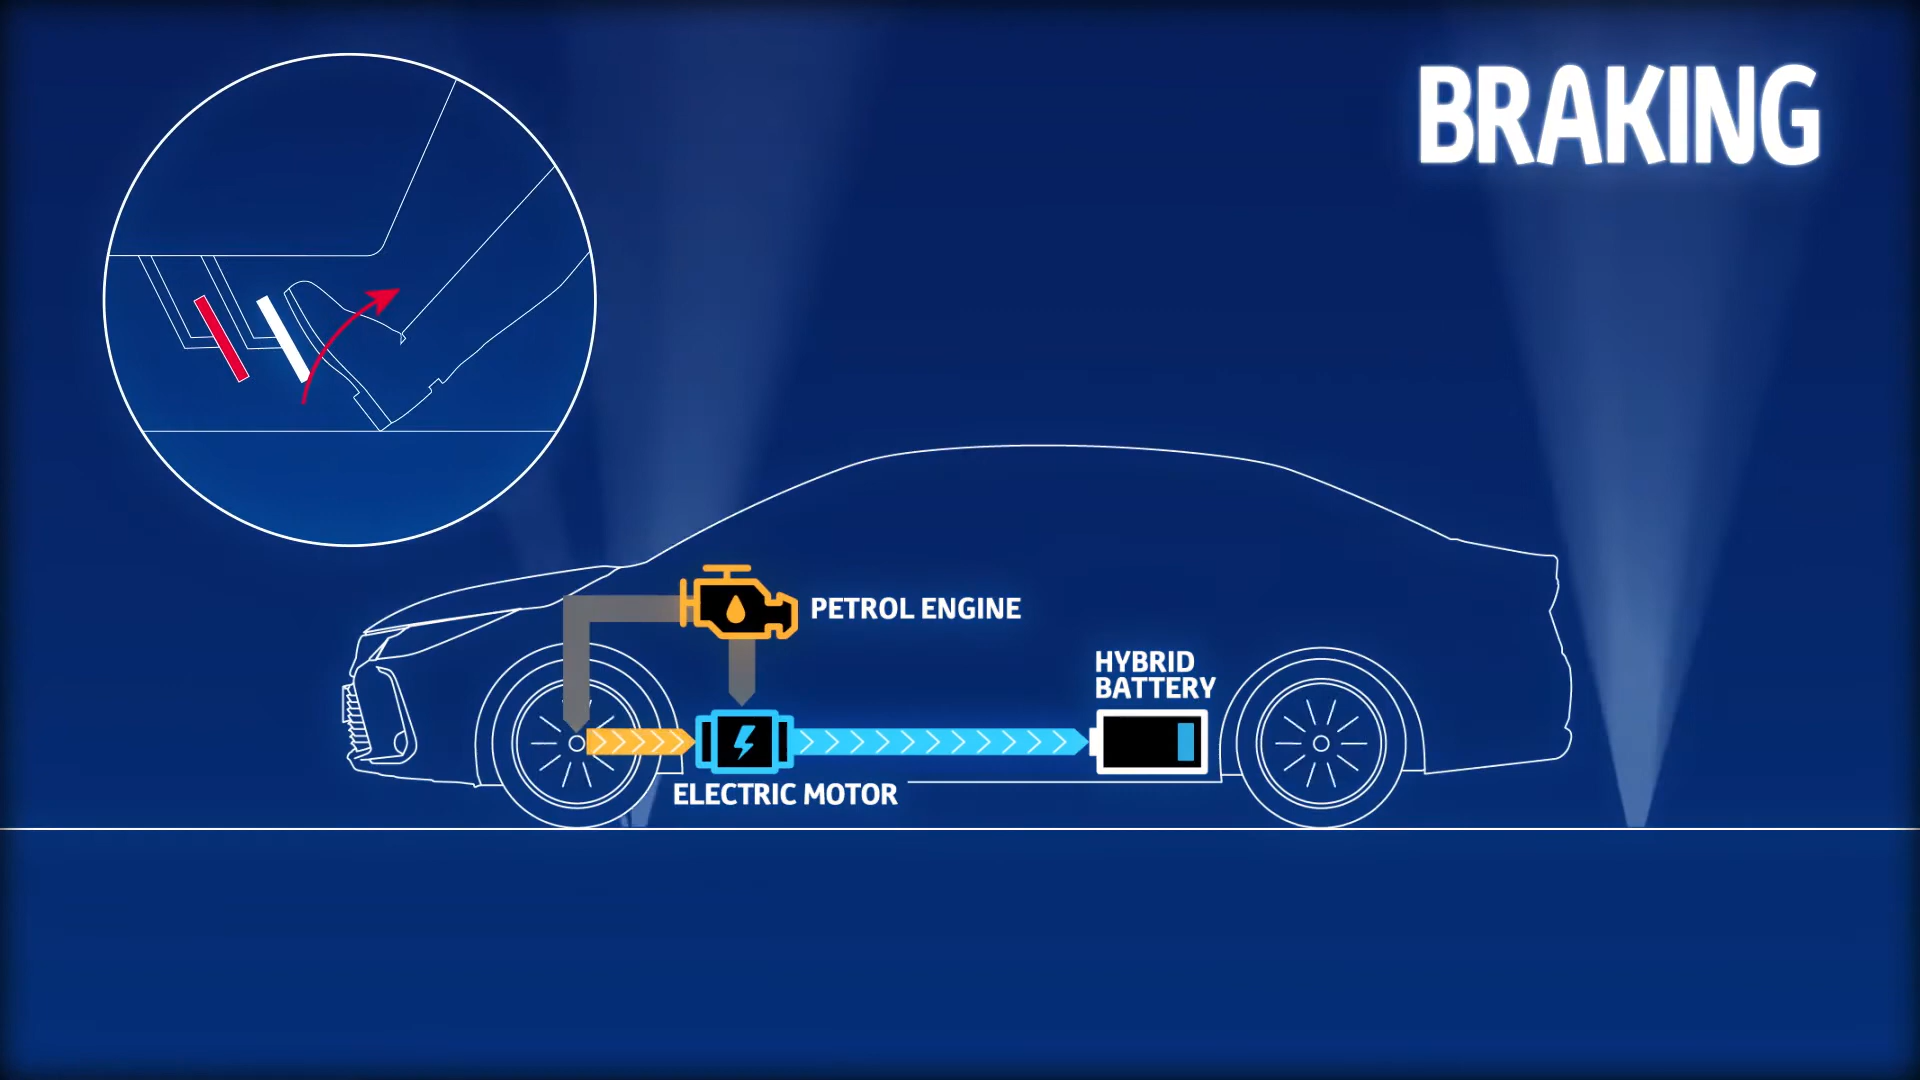 BRAKING
PETROL ENGINE
HYBRID
BATTERY
ELECTRIC MOTOR